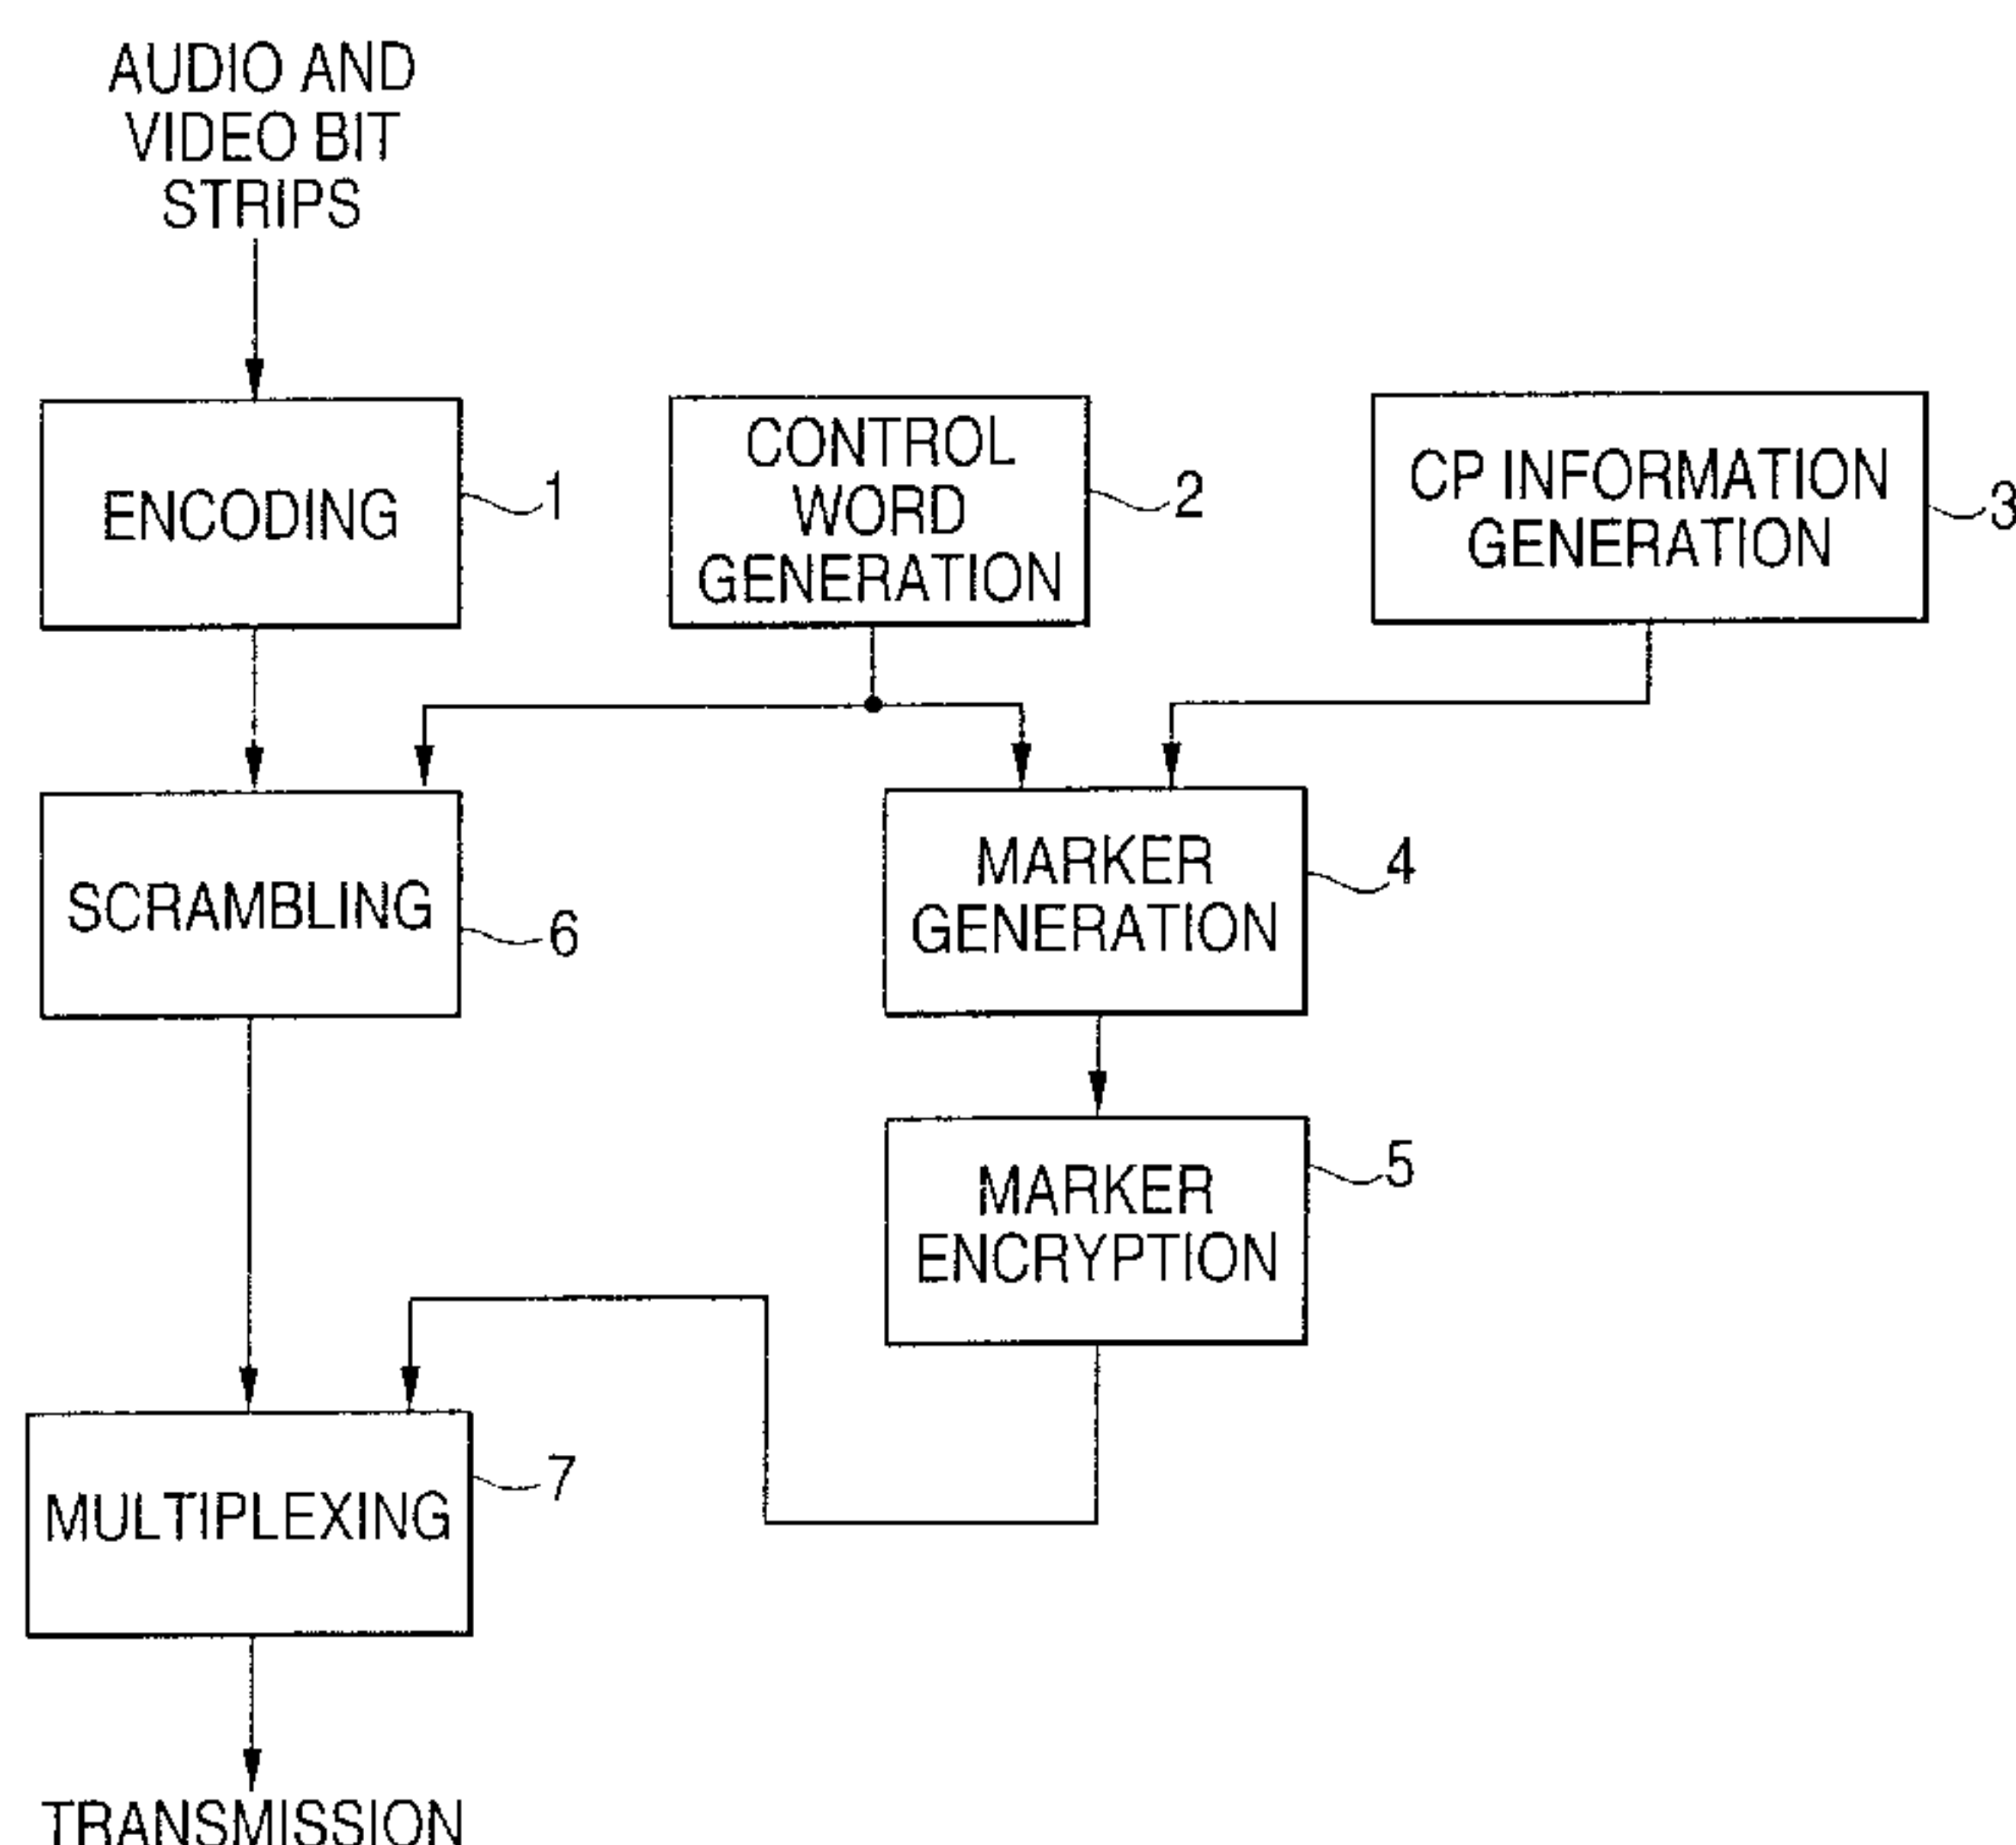 AUDIO AND
VIDEO BIT
STRIPS
ENCODING
1
CONTROL
WORD
GENERATION
2
CP INFORMATION
GENERATION
3
SCRAMBLING
6
MARKER
GENERATION
4
MARKER
ENCRYPTION
5
MULTIPLEXING
7
TRANSMISSION